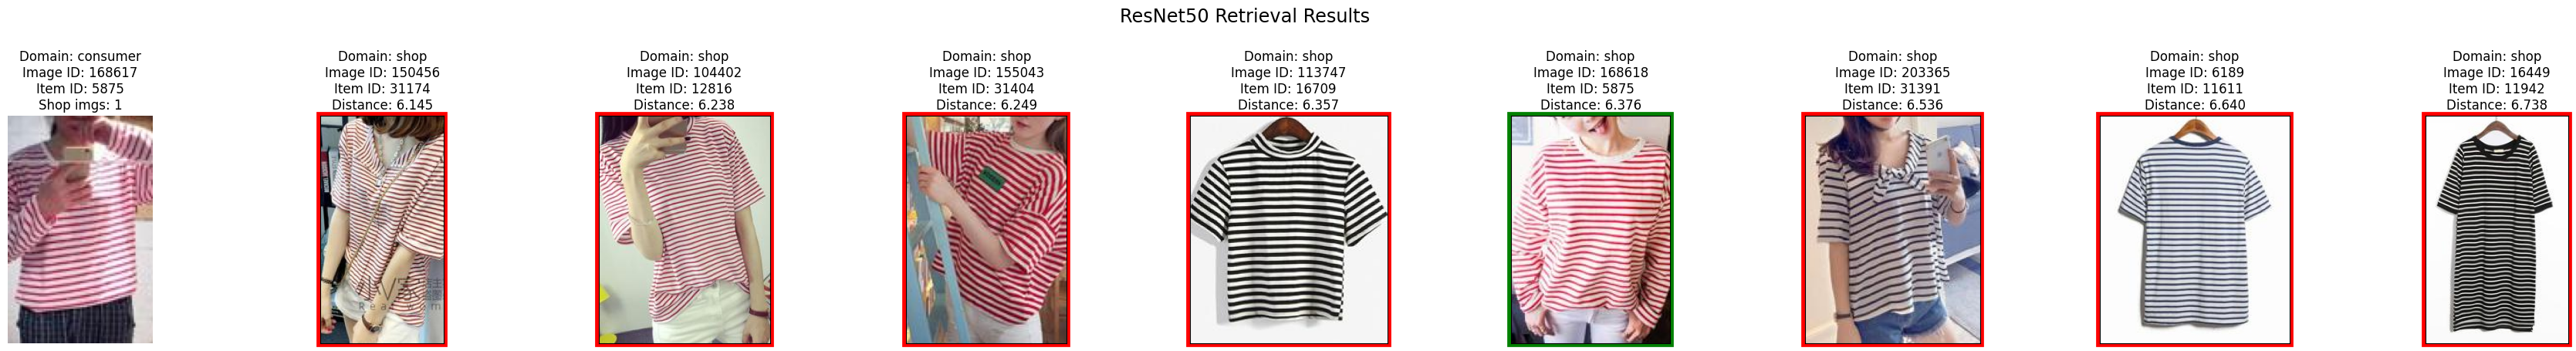 ResNet50 Retrieval Results
Domain: consumer
Image ID: 168617
Item ID: 5875
Shop imgs: 1
Domain: shop
Image ID: 150456
Item ID: 31174
Distance: 6.145
Domain: shop
Image ID: 104402
Item ID: 12816
Distance: 6.238
Domain: shop
Image ID: 155043
Item ID: 31404
Distance: 6.249
Domain: shop
Image ID: 113747
Item ID: 16709
Distance: 6.357
Domain: shop
Image ID: 168618
Item ID: 5875
Distance: 6.376
Domain: shop
Image ID: 203365
Item ID: 31391
Distance: 6.536
Domain: shop
Image ID: 6189
Item ID: 11611
Distance: 6.640
Domain: shop
Image ID: 16449
Item ID: 11942
Distance: 6.738